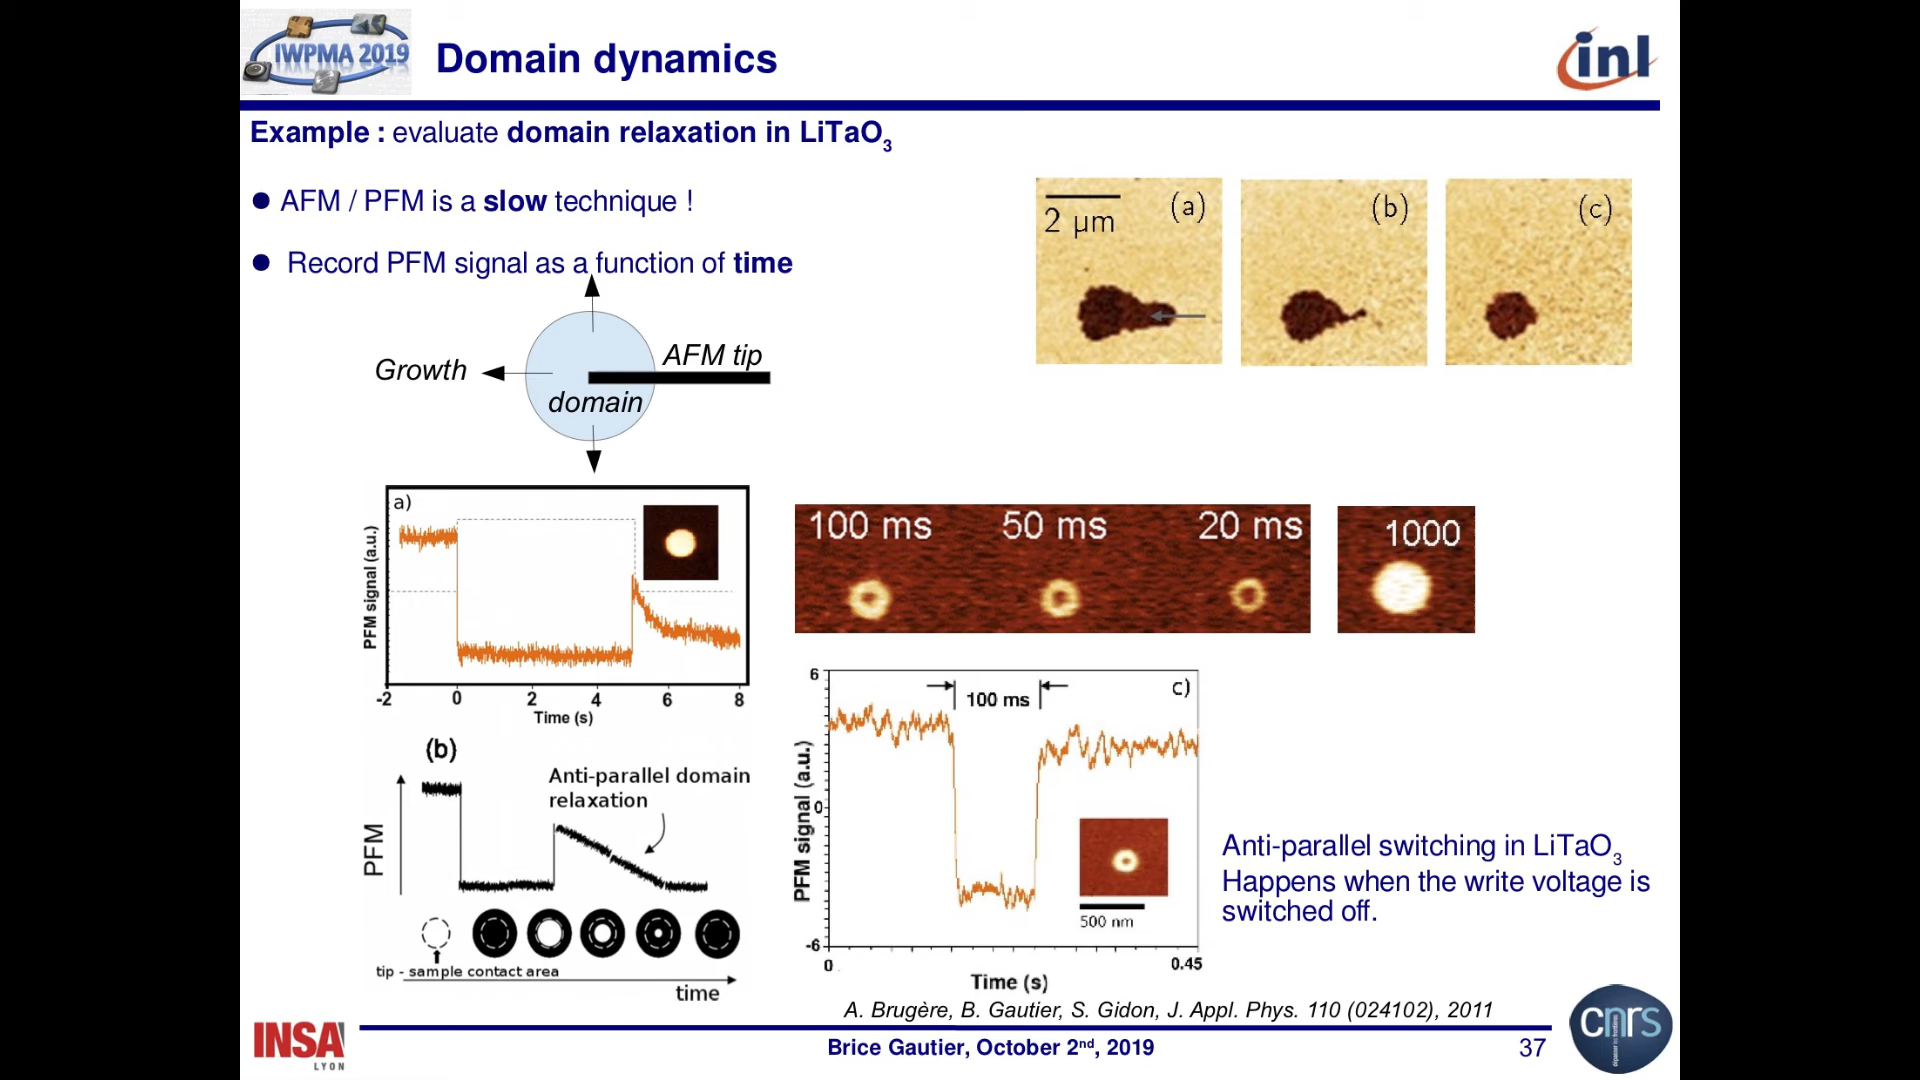 IWPMA 2019
Domain dynamics
inl
Example : evaluate domain relaxation in LiTaO3
● AFM / PFM is a slow technique !
● Record PFM signal as a function of time
Growth
AFM tip
domain
2 µm
(a)
(b)
(c)
a)
PFM signal (a.u.)
-2 0 2 4 6 8
Time (s)
100 ms 50 ms 20 ms
1000
(b)
Anti-parallel domain
relaxation
PFM
tip - sample contact area
time
6
0
-6
100 ms
c)
PFM signal (a.u.)
500 nm
0 0.45
Time (s)
Anti-parallel switching in LiTaO3
Happens when the write voltage is
switched off.
A. Brugère, B. Gautier, S. Gidon, J. Appl. Phys. 110 (024102), 2011
INSA
LYON
Brice Gautier, October 2nd, 2019
37
cnrs